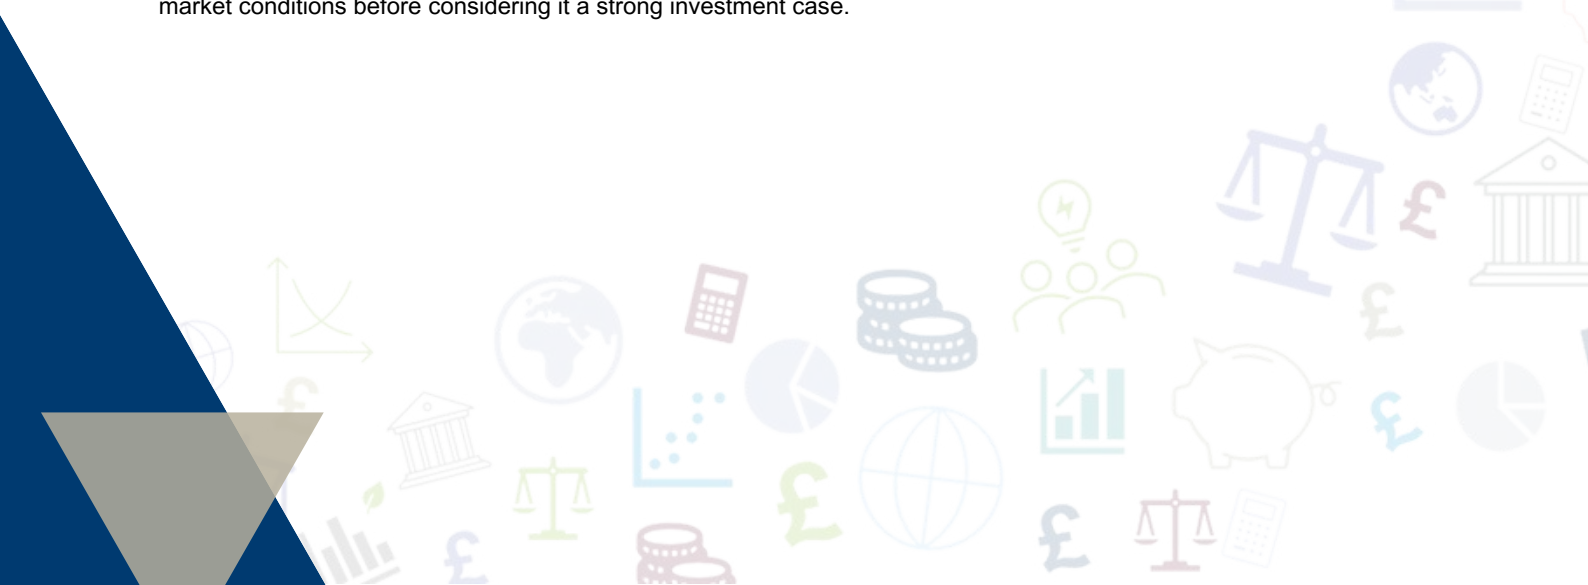 market conditions before considering it a strong investment case.